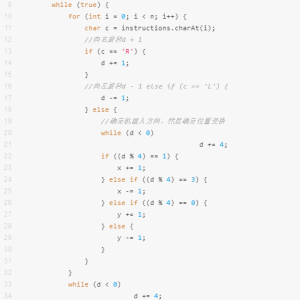 9 while (true) {
10 for (int i = 0; i < n; i++) {
11 char c = instructions.charAt(i);
12 //向右旋转d + 1
13 if (c == 'R') {
14 d += 1;
15 }
16 //向左旋转d - 1 else if (c == 'L') {
17 d -= 1;
18 } else {
19 //确定机器人方向，然后确定位置变换
20 while (d < 0)
21 d += 4;
22 if ((d % 4) == 1) {
23 x += 1;
24 } else if ((d % 4) == 3) {
25 x -= 1;
26 } else if ((d % 4) == 0) {
27 y += 1;
28 } else {
29 y -= 1;
30 }
31 }
32 }
33 while (d < 0)
34 d += 4;